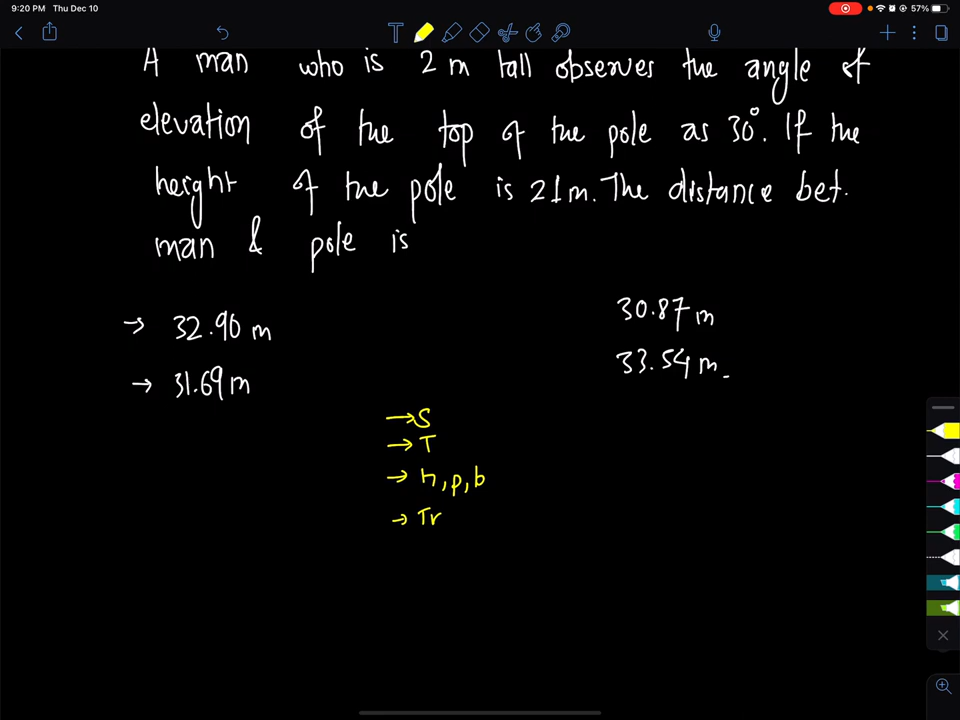 9:20 PM Thu Dec 10
57%
A man who is 2 m tall observes the angle of
elevation of the top of the pole as 30°. If the
height of the pole is 21m. The distance bet.
man & pole is
→ 32.90 m
30.87 m
→ 31.69 m
33.54 m.
→ S
→ T
→ h, p, b
→ Tr